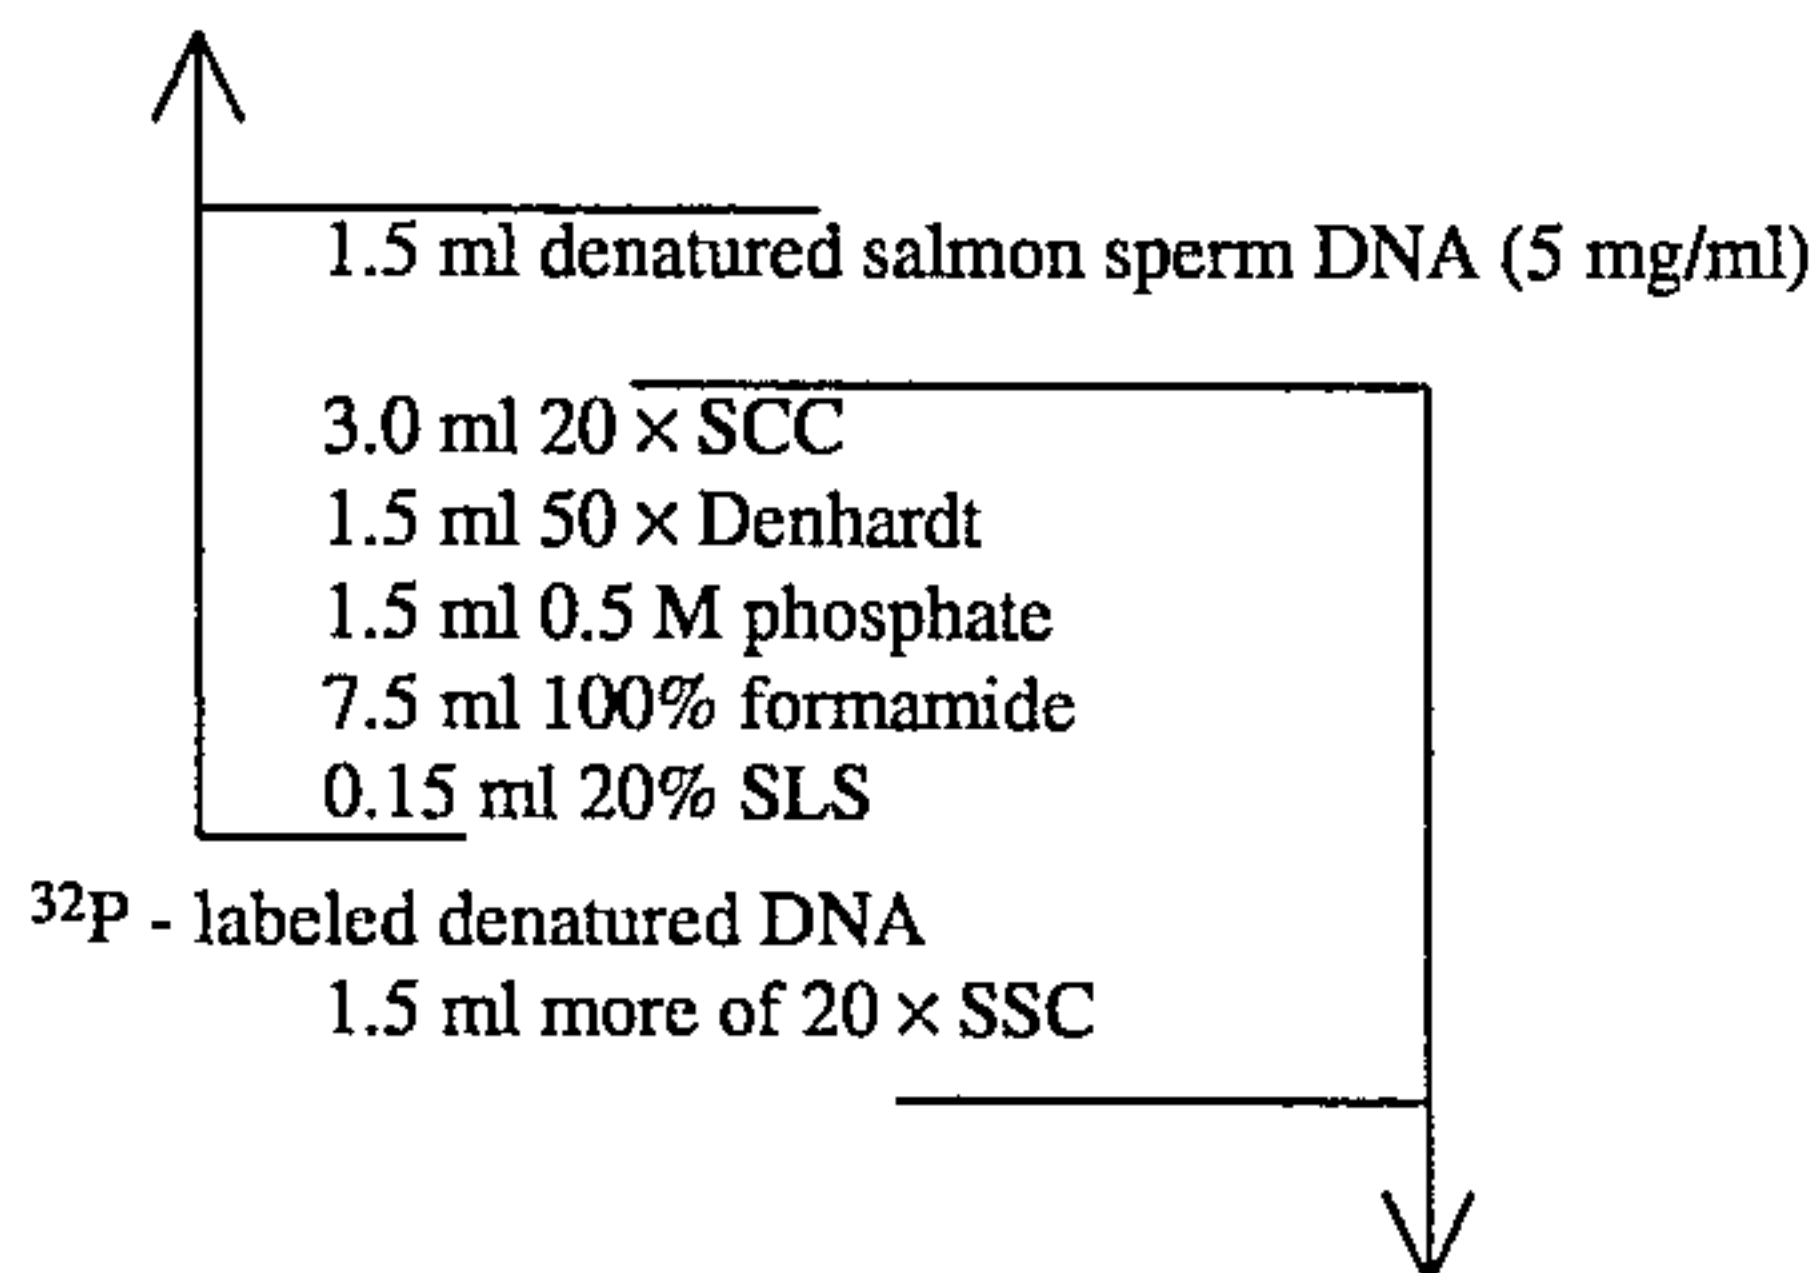 1.5 ml denatured salmon sperm DNA (5 mg/ml)
3.0 ml 20 × SCC
1.5 ml 50 × Denhardt
1.5 ml 0.5 M phosphate
7.5 ml 100% formamide
0.15 ml 20% SLS
³²P - labeled denatured DNA
1.5 ml more of 20 × SSC